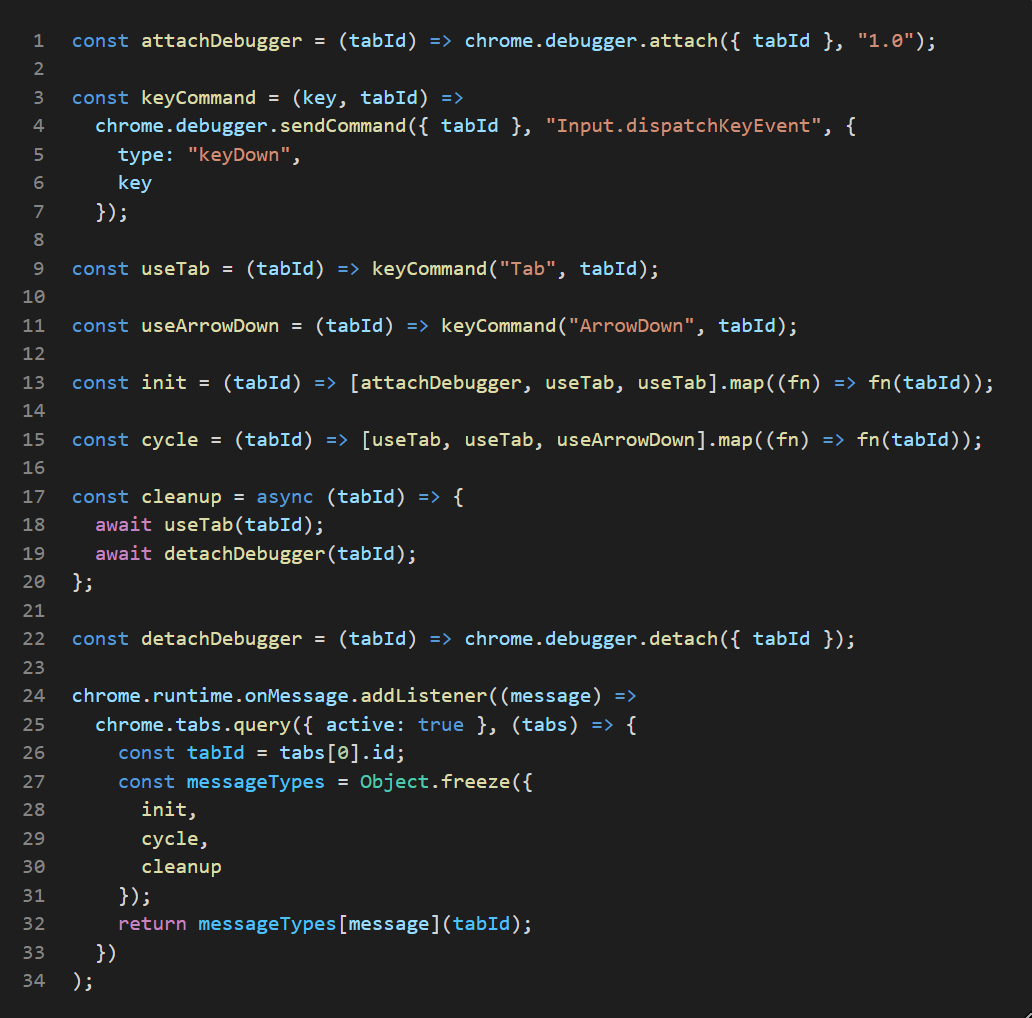 1 const attachDebugger = (tabId) => chrome.debugger.attach({ tabId }, "1.0");
2
3 const keyCommand = (key, tabId) =>
4   chrome.debugger.sendCommand({ tabId }, "Input.dispatchKeyEvent", {
5     type: "keyDown",
6     key
7   });
8
9 const useTab = (tabId) => keyCommand("Tab", tabId);
10
11 const useArrowDown = (tabId) => keyCommand("ArrowDown", tabId);
12
13 const init = (tabId) => [attachDebugger, useTab, useTab].map((fn) => fn(tabId));
14
15 const cycle = (tabId) => [useTab, useTab, useArrowDown].map((fn) => fn(tabId));
16
17 const cleanup = async (tabId) => {
18   await useTab(tabId);
19   await detachDebugger(tabId);
20 };
21
22 const detachDebugger = (tabId) => chrome.debugger.detach({ tabId });
23
24 chrome.runtime.onMessage.addListener((message) =>
25   chrome.tabs.query({ active: true }, (tabs) => {
26     const tabId = tabs[0].id;
27     const messageTypes = Object.freeze({
28       init,
29       cycle,
30       cleanup
31     });
32     return messageTypes[message](tabId);
33   })
34 );